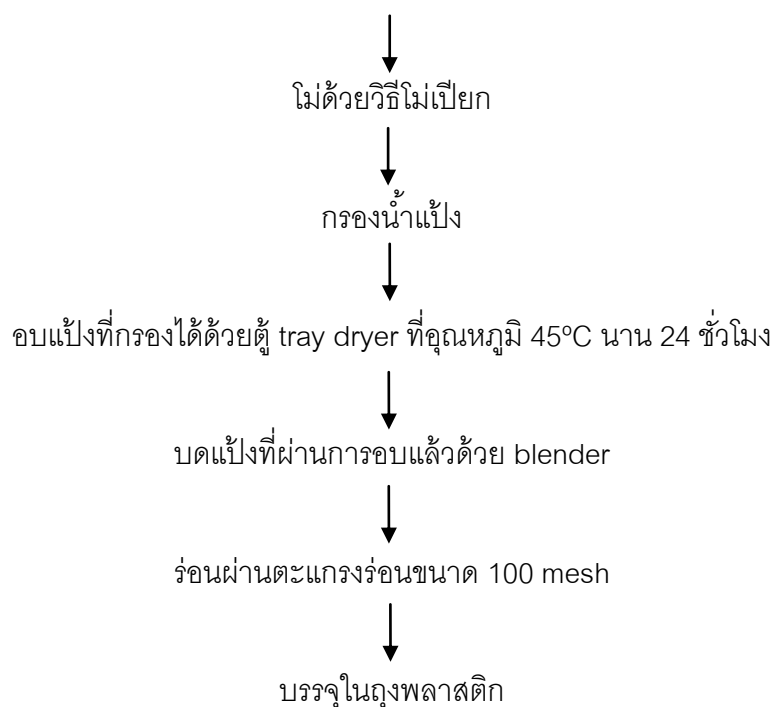 โม่ด้วยวิธีโม่เปียก
กรองน้ำแป้ง
อบแป้งที่กรองได้ด้วยตู้ tray dryer ที่อุณหภูมิ 45ºC นาน 24 ชั่วโมง
บดแป้งที่ผ่านการอบแล้วด้วย blender
ร่อนผ่านตะแกรงร่อนขนาด 100 mesh
บรรจุในถุงพลาสติก